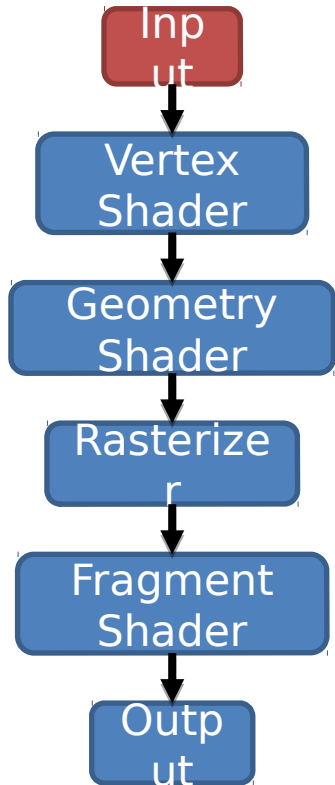 Inp
ut
Vertex
Shader
Geometry
Shader
Rasterize
r
Fragment
Shader
Outp
ut